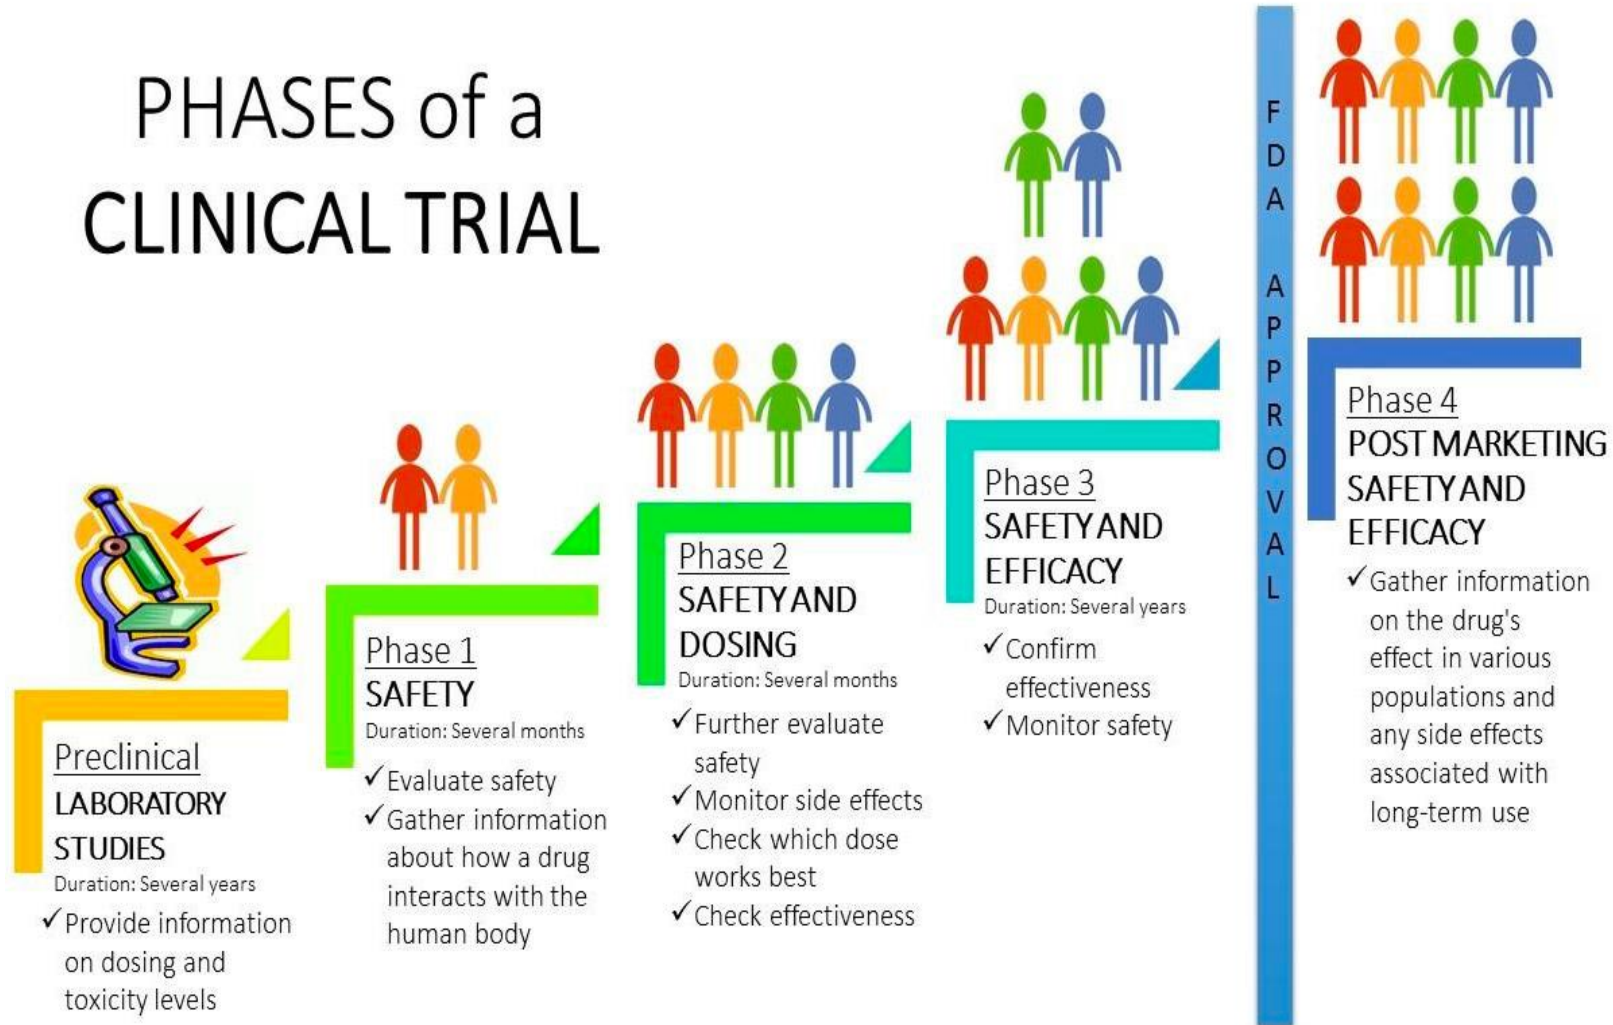 PHASES of a
CLINICAL TRIAL
Preclinical
LABORATORY
STUDIES
Duration: Several years
✓ Provide information
on dosing and
toxicity levels
Phase 1
SAFETY
Duration: Several months
✓ Evaluate safety
✓ Gather information
about how a drug
interacts with the
human body
Phase 2
SAFETY AND
DOSING
Duration: Several months
✓ Further evaluate
safety
✓ Monitor side effects
✓ Check which dose
works best
✓ Check effectiveness
Phase 3
SAFETY AND
EFFICACY
Duration: Several years
✓ Confirm
effectiveness
✓ Monitor safety
FDA APPROVAL
Phase 4
POST MARKETING
SAFETY AND
EFFICACY
✓ Gather information
on the drug's
effect in various
populations and
any side effects
associated with
long-term use